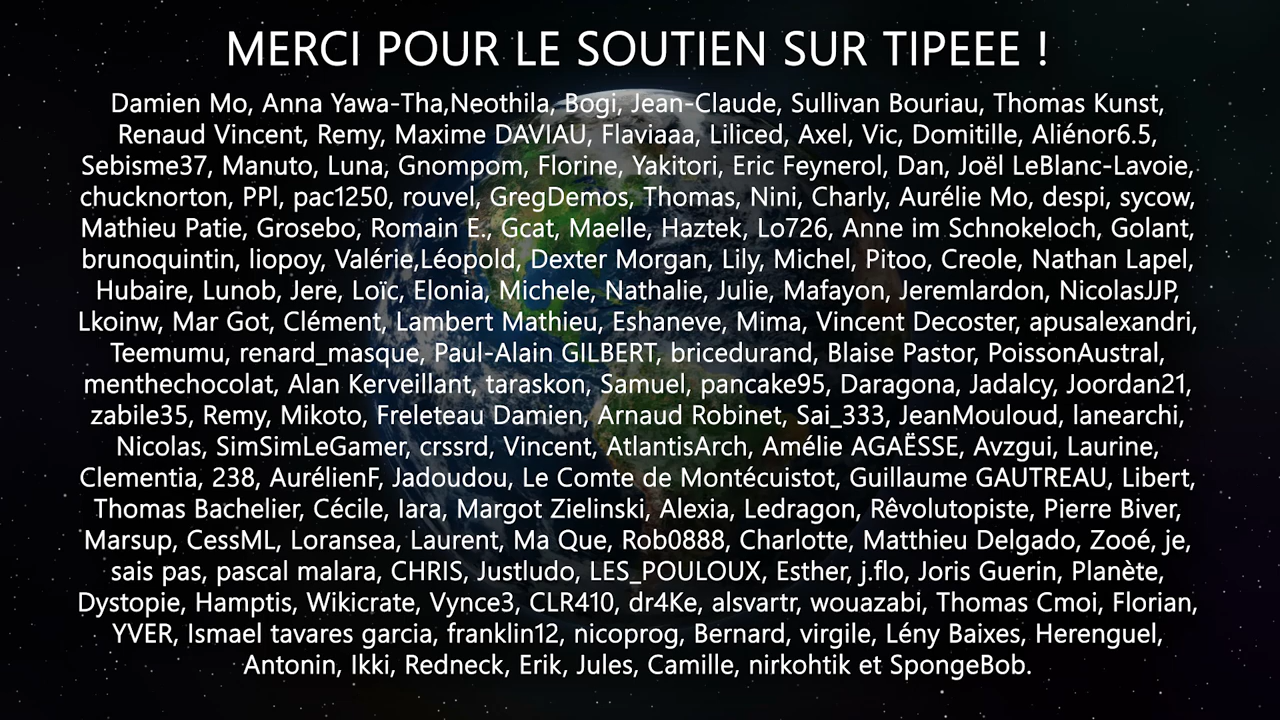 MERCI POUR LE SOUTIEN SUR TIPEEE !
Damien Mo, Anna Yawa-Tha,Neothila, Bogi, Jean-Claude, Sullivan Bouriau, Thomas Kunst,
Renaud Vincent, Remy, Maxime DAVIAU, Flaviaaa, Liliced, Axel, Vic, Domitille, Aliénor6.5,
Sebisme37, Manuto, Luna, Gnompom, Florine, Yakitori, Eric Feynerol, Dan, Joël LeBlanc-Lavoie,
chucknorton, PPl, pac1250, rouvel, GregDemos, Thomas, Nini, Charly, Aurélie Mo, despi, sycow,
Mathieu Patie, Grosebo, Romain E., Gcat, Maelle, Haztek, Lo726, Anne im Schnokeloch, Golant,
brunoquintin, liopoy, Valérie,Léopold, Dexter Morgan, Lily, Michel, Pitoo, Creole, Nathan Lapel,
Hubaire, Lunob, Jere, Loïc, Elonia, Michele, Nathalie, Julie, Mafayon, Jeremlardon, NicolasJJP,
Lkoinw, Mar Got, Clément, Lambert Mathieu, Eshaneve, Mima, Vincent Decoster, apusalexandri,
Teemumu, renard_masque, Paul-Alain GILBERT, bricedurand, Blaise Pastor, PoissonAustral,
menthechocolat, Alan Kerveillant, taraskon, Samuel, pancake95, Daragona, Jadalcy, Joordan21,
zabile35, Remy, Mikoto, Freleteau Damien, Arnaud Robinet, Sai_333, JeanMouloud, lanearchi,
Nicolas, SimSimLeGamer, crssrd, Vincent, AtlantisArch, Amélie AGAËSSE, Avzgui, Laurine,
Clementia, 238, AurélienF, Jadoudou, Le Comte de Montécuistot, Guillaume GAUTREAU, Libert,
Thomas Bachelier, Cécile, Iara, Margot Zielinski, Alexia, Ledragon, Rêvolutopiste, Pierre Biver,
Marsup, CessML, Loransea, Laurent, Ma Que, Rob0888, Charlotte, Matthieu Delgado, Zooé, je,
sais pas, pascal malara, CHRIS, Justludo, LES_POULOUX, Esther, j.flo, Joris Guerin, Planète,
Dystopie, Hamptis, Wikicrate, Vynce3, CLR410, dr4Ke, alsvartr, wouazabi, Thomas Cmoi, Florian,
YVER, Ismael tavares garcia, franklin12, nicoprog, Bernard, virgile, Lény Baixes, Herenguel,
Antonin, Ikki, Redneck, Erik, Jules, Camille, nirkohtik et SpongeBob.